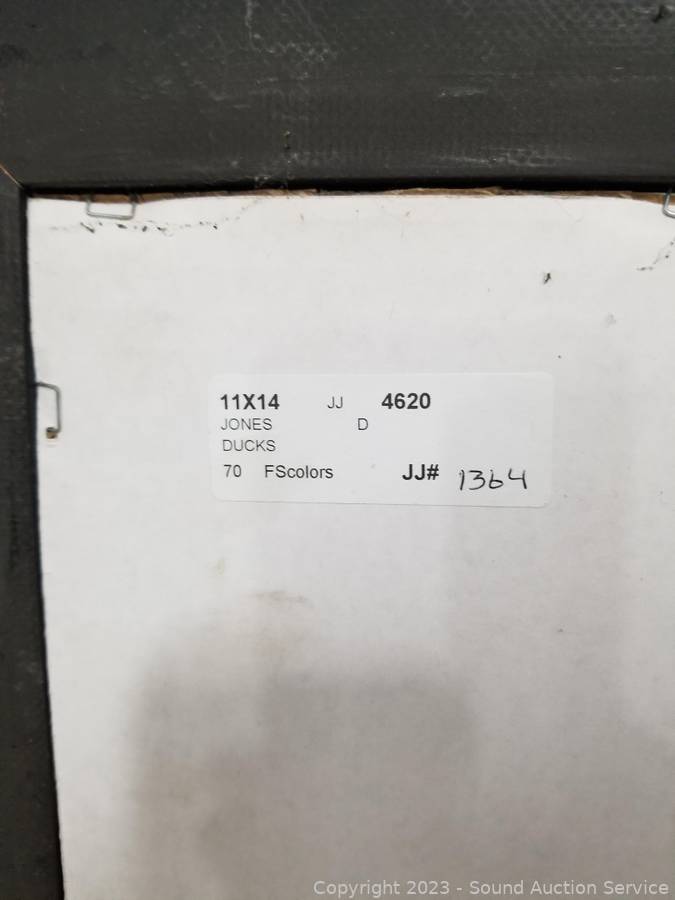 11X14 JJ 4620
JONES D
DUCKS
70 FScolors JJ# 1364
Copyright 2023 - Sound Auction Service